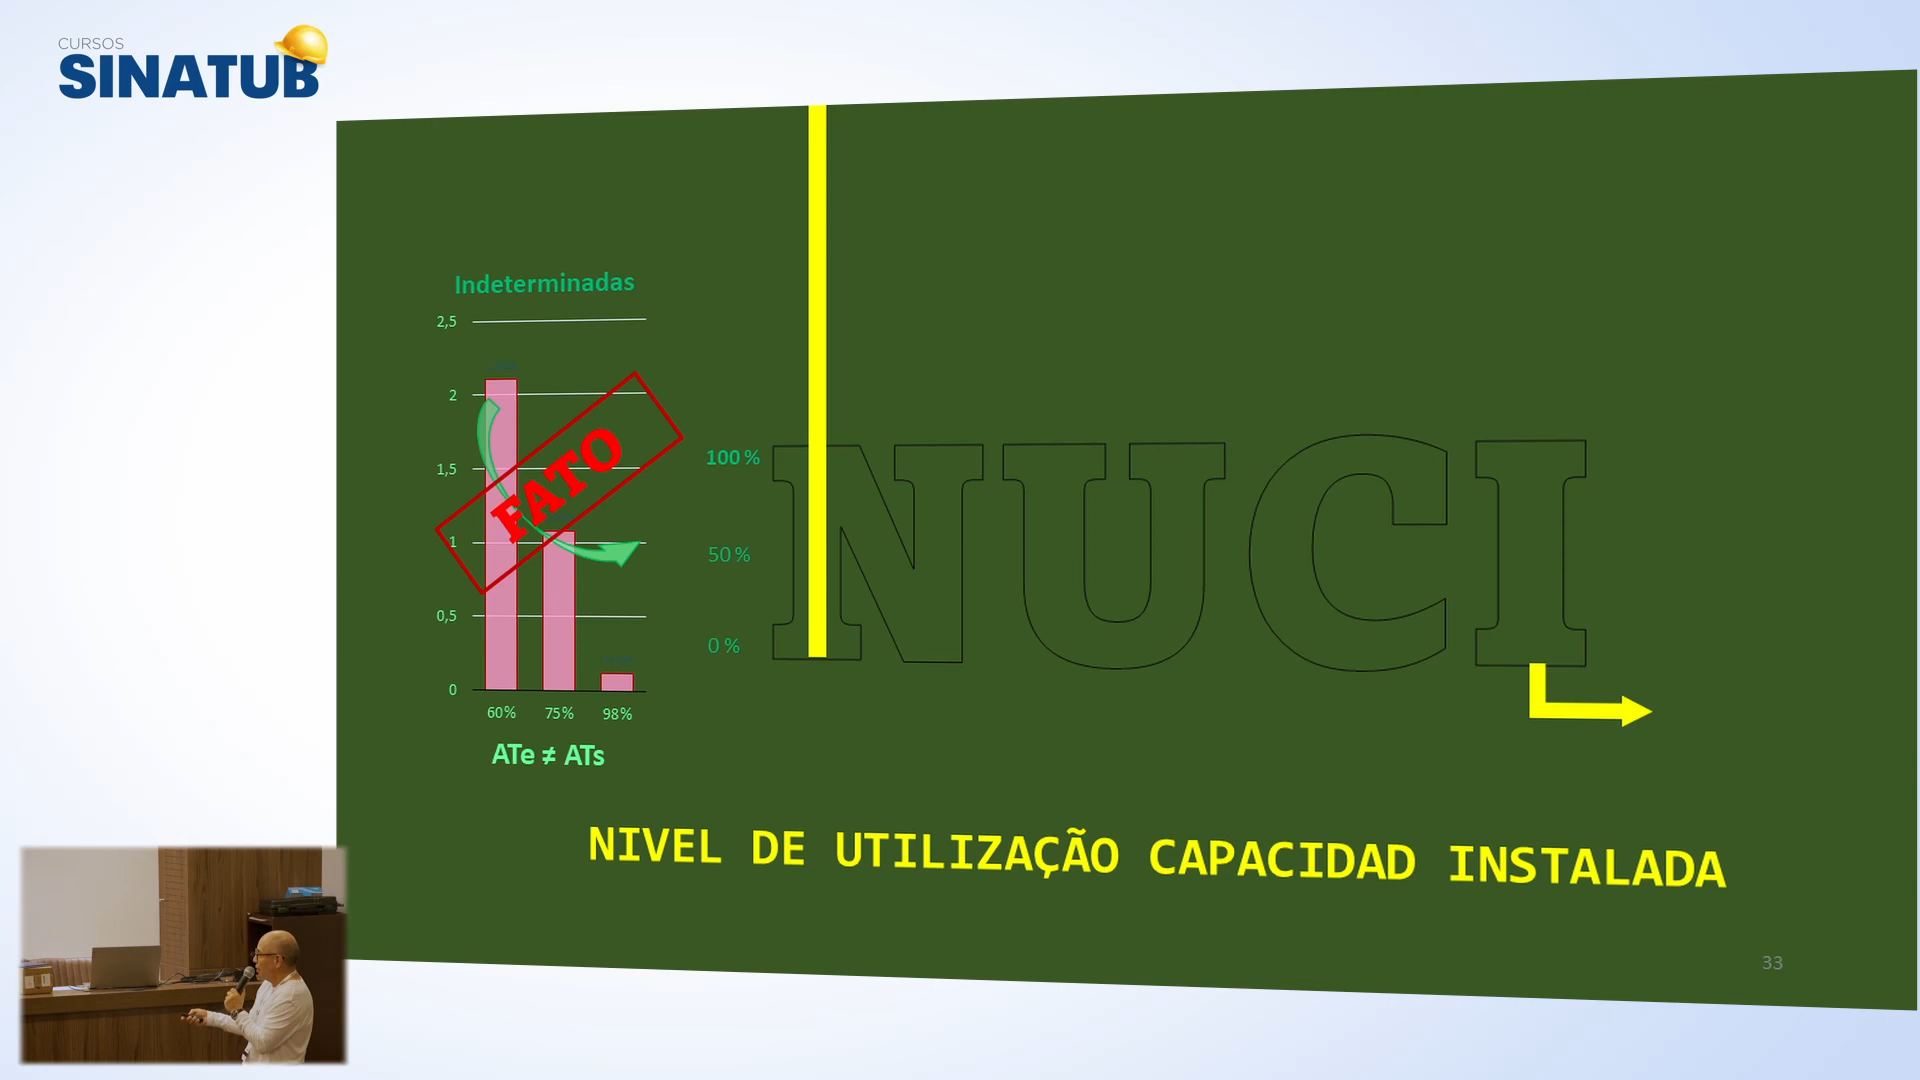 CURSOS
SINATUB
Indeterminadas
2,5
2
1,5
1
0,5
0
60%
75%
98%
FATO
ATe ≠ ATs
100 %
50 %
0 %
NUCI
NIVEL DE UTILIZAÇÃO CAPACIDAD INSTALADA
33